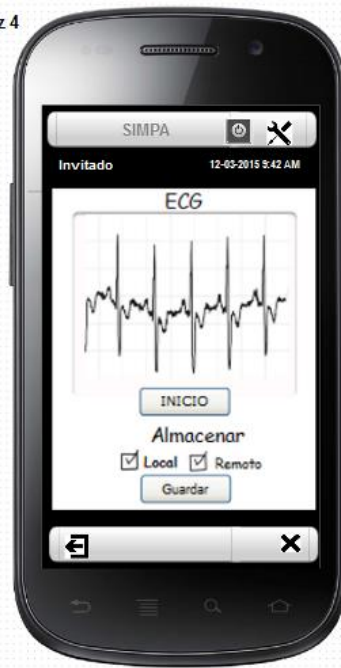 z 4
SIMPA
Invitado 12-03-2015 9:42 AM
ECG
INICIO
Almacenar
Local Remoto
Guardar